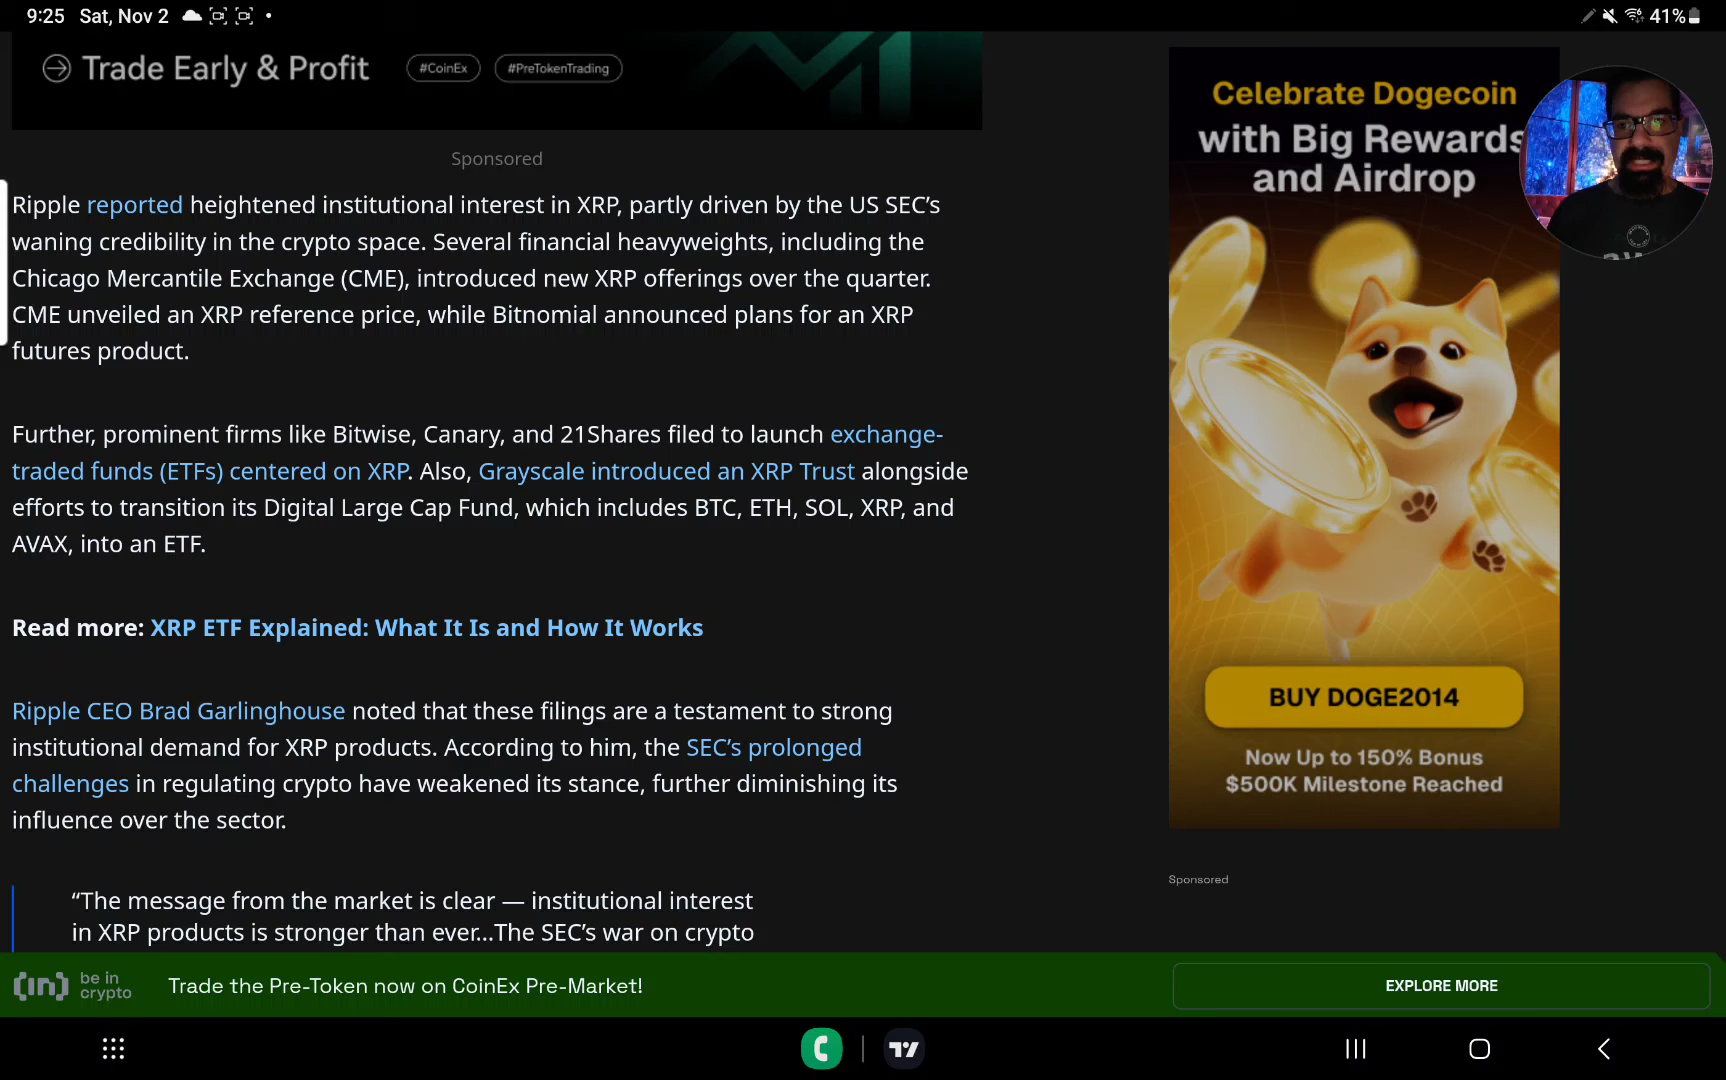 9:25 Sat, Nov 2
41%
Trade Early & Profit
#CoinEx
#PreTokenTrading
Sponsored
Ripple reported heightened institutional interest in XRP, partly driven by the US SEC’s
waning credibility in the crypto space. Several financial heavyweights, including the
Chicago Mercantile Exchange (CME), introduced new XRP offerings over the quarter.
CME unveiled an XRP reference price, while Bitnomial announced plans for an XRP
futures product.
Further, prominent firms like Bitwise, Canary, and 21Shares filed to launch exchange-
traded funds (ETFs) centered on XRP. Also, Grayscale introduced an XRP Trust alongside
efforts to transition its Digital Large Cap Fund, which includes BTC, ETH, SOL, XRP, and
AVAX, into an ETF.
Read more: XRP ETF Explained: What It Is and How It Works
Ripple CEO Brad Garlinghouse noted that these filings are a testament to strong
institutional demand for XRP products. According to him, the SEC’s prolonged
challenges in regulating crypto have weakened its stance, further diminishing its
influence over the sector.
“The message from the market is clear — institutional interest
in XRP products is stronger than ever...The SEC’s war on crypto
Celebrate Dogecoin
with Big Rewards
and Airdrop
BUY DOGE2014
Now Up to 150% Bonus
$500K Milestone Reached
Sponsored
[in]
be in
crypto
Trade the Pre-Token now on CoinEx Pre-Market!
EXPLORE MORE